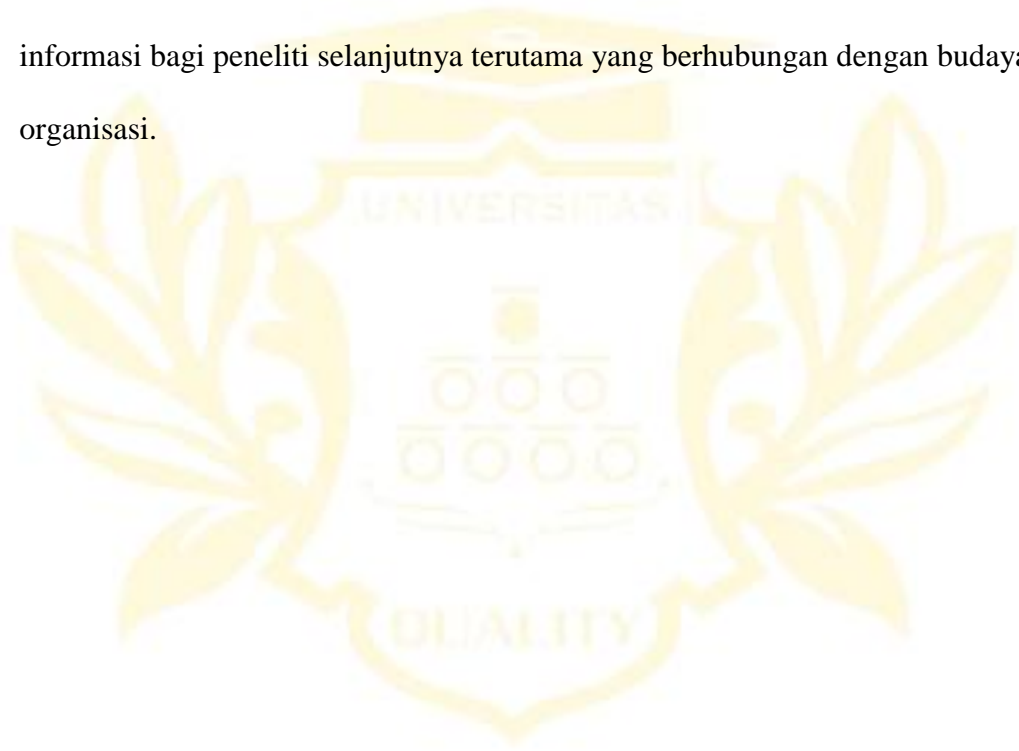 informasi bagi peneliti selanjutnya terutama yang berhubungan dengan budaya
organisasi.
UNIVERSITAS
QUALITY